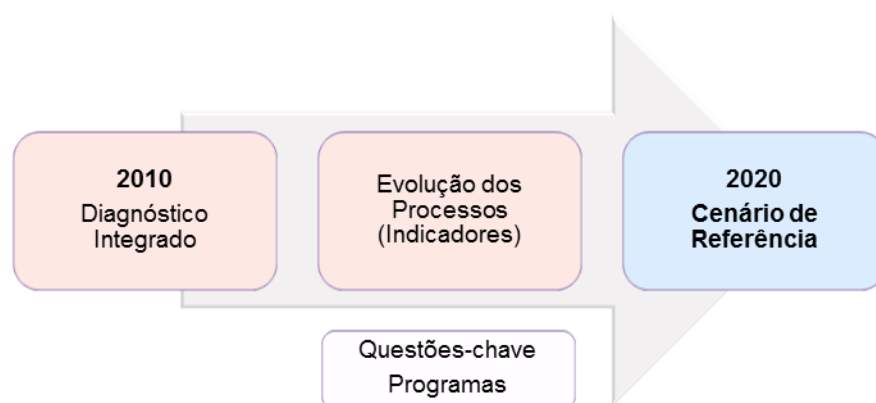 2010
Diagnóstico
Integrado
Evolução dos
Processos
(Indicadores)
2020
Cenário de
Referência
Questões-chave
Programas